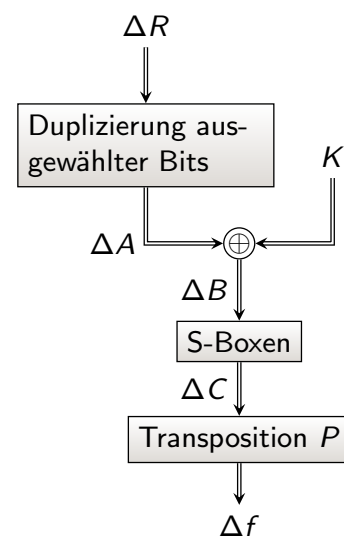 ΔR
Duplizierung aus-
gewählter Bits
K
ΔA
ΔB
S-Boxen
ΔC
Transposition P
Δf